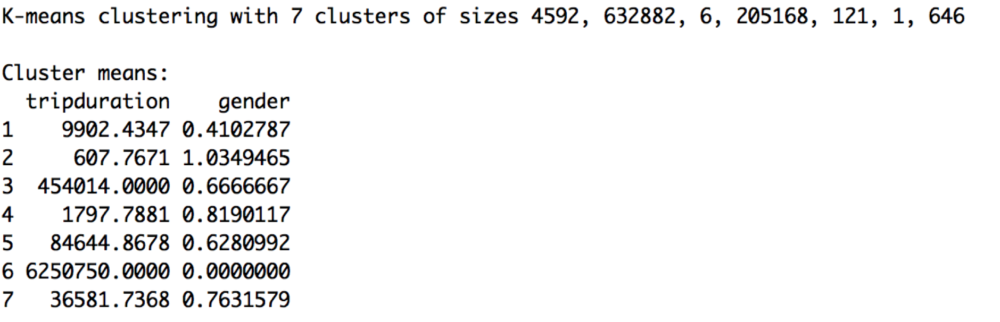 K-means clustering with 7 clusters of sizes 4592, 632882, 6, 205168, 121, 1, 646
Cluster means:
tripduration gender
1 9902.4347 0.4102787
2 607.7671 1.0349465
3 454014.0000 0.6666667
4 1797.7881 0.8190117
5 84644.8678 0.6280992
6 6250750.0000 0.0000000
7 36581.7368 0.7631579